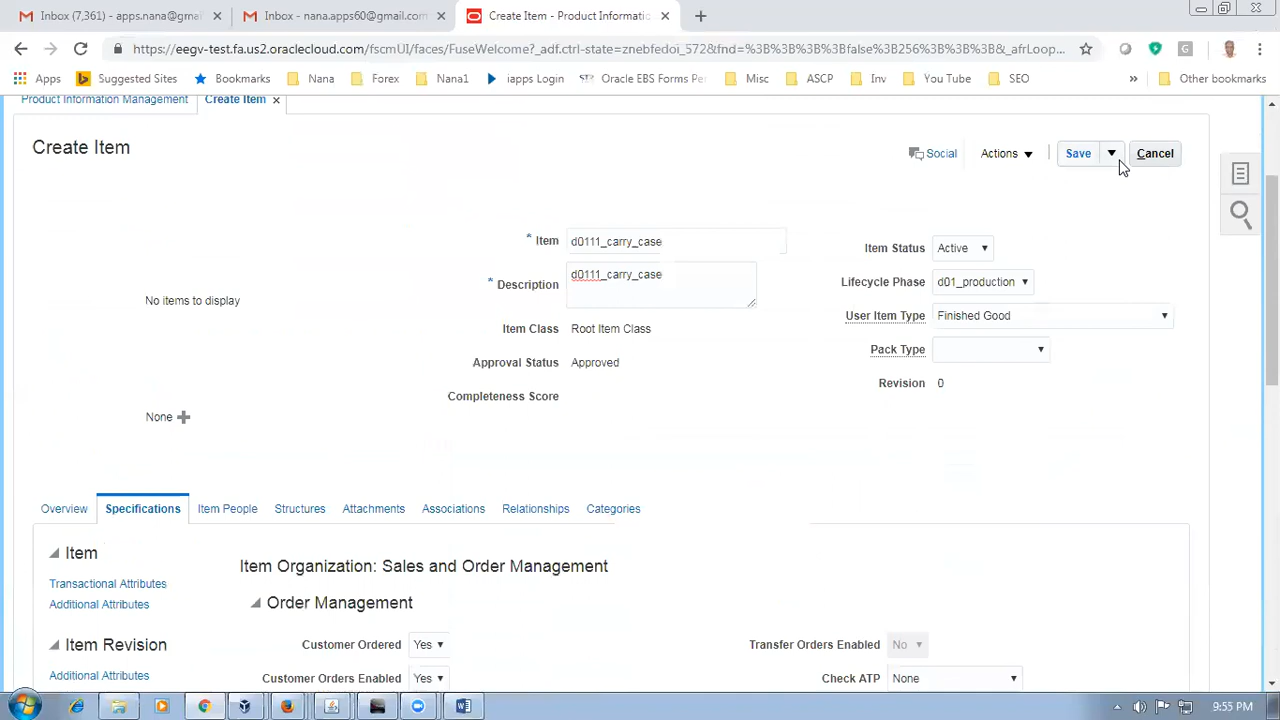 Inbox (7,361) - apps.nana@gma
Inbox - nana.apps60@gmail.com
Create Item - Product Informati
https://eegv-test.fa.us2.oraclecloud.com/fscmUI/faces/FuseWelcome?_adf.ctrl-state=znebfedoi_572&fnd=%3B%3B%3B%3Bfalse%3B256%3B%3B%3B&_afrLoop...
Apps
Suggested Sites
Bookmarks
Nana
Forex
Nana1
iapps Login
Oracle EBS Forms Pe
Misc
ASCP
Inv
You Tube
SEO
»
Other bookmarks
Product Information Management
Create Item
Create Item
Social
Actions
Save
Cancel
* Item d0111_carry_case
* Description d0111_carry_case
Item Class Root Item Class
Approval Status Approved
Completeness Score
No items to display
None
Item Status Active
Lifecycle Phase d01_production
User Item Type Finished Good
Pack Type
Revision 0
Overview
Specifications
Item People
Structures
Attachments
Associations
Relationships
Categories
Item
Transactional Attributes
Additional Attributes
Item Revision
Additional Attributes
Item Organization: Sales and Order Management
Order Management
Customer Ordered Yes
Transfer Orders Enabled No
Customer Orders Enabled Yes
Check ATP None
9:55 PM